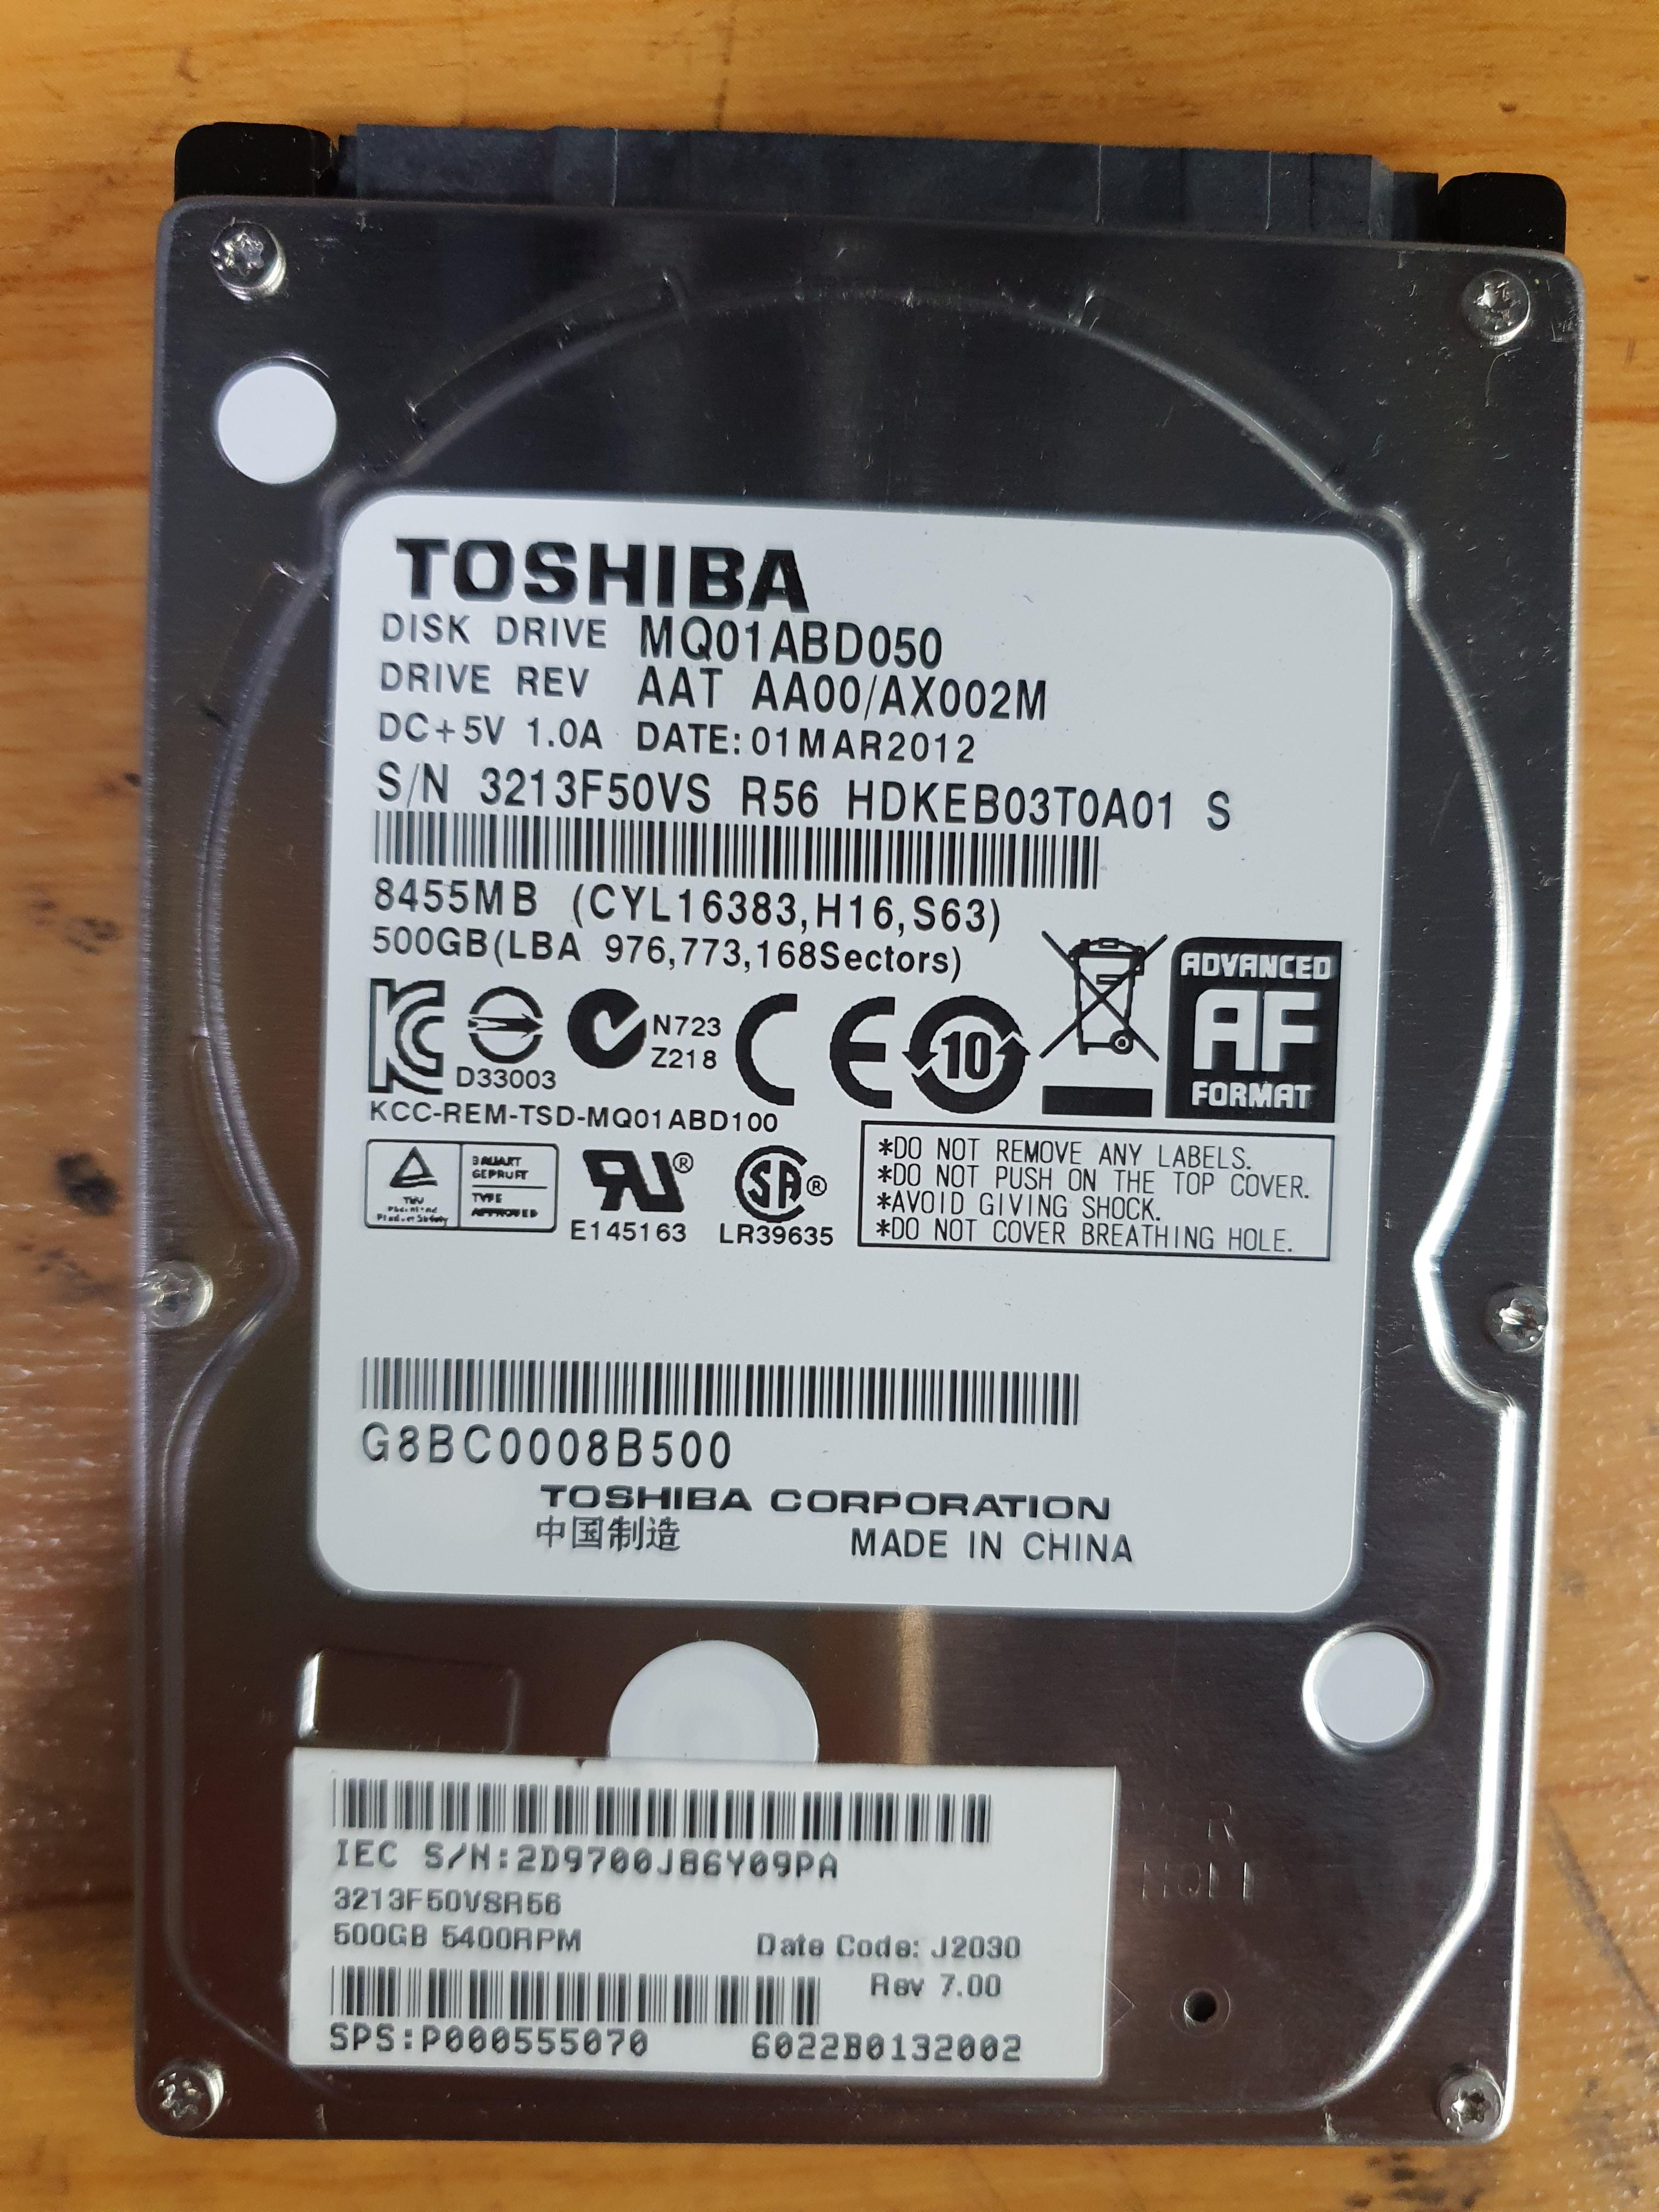 TOSHIBA
DISK DRIVE MQ01ABD050
DRIVE REV AAT AA00/AX002M
DC+5V 1.0A DATE:01MAR2012
S/N 3213F50VS R56 HDKEB03T0A01 S
8455MB (CYL16383,H16,S63)
500GB(LBA 976,773,168Sectors)
D33003
N723
Z218
CE
10
ADVANCED
AF
FORMAT
KCC-REM-TSD-MQ01ABD100
BAUART
GEPRUFT
TYPE
APPROVED
E145163
LR39635
*DO NOT REMOVE ANY LABELS.
*DO NOT PUSH ON THE TOP COVER.
*AVOID GIVING SHOCK.
*DO NOT COVER BREATHING HOLE.
G8BC0008B500
TOSHIBA CORPORATION
中国制造 MADE IN CHINA
IEC S/N:2D9700J86Y09PA
3213F50VSR56
500GB 5400RPM
Date Code: J2030
Rev 7.00
SPS:P000555070 6022B0132002